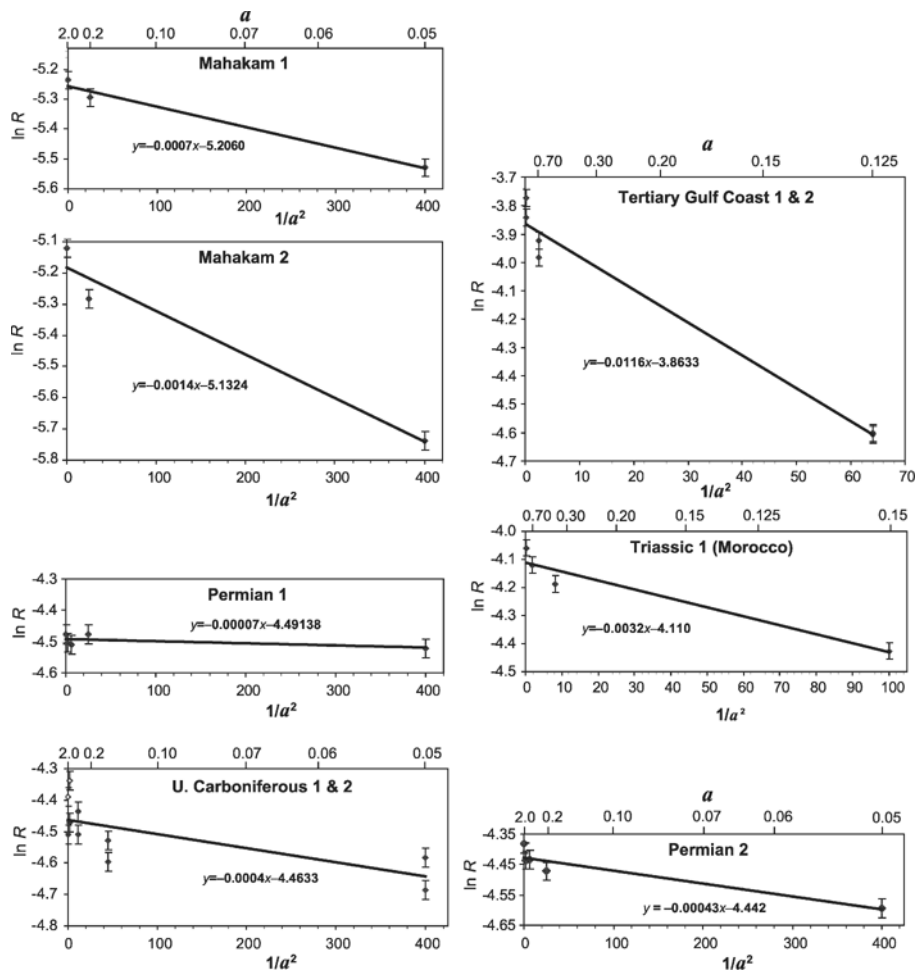 a
2.0 0.2 0.10 0.07 0.06 0.05
Mahakam 1
-5.2
-5.3
-5.4
-5.5
-5.6
ln R
y=–0.0007x–5.2060
0 100 200 300 400
1/a²
-5.1
-5.2
-5.3
-5.4
-5.5
-5.6
-5.7
-5.8
ln R
Mahakam 2
y=–0.0014x–5.1324
0 100 200 300 400
1/a²
a
0.70 0.30 0.20 0.15 0.125
-3.7
-3.8
-3.9
-4.0
-4.1
-4.2
-4.3
-4.4
-4.5
-4.6
-4.7
ln R
Tertiary Gulf Coast 1 & 2
y=–0.0116x–3.8633
0 10 20 30 40 50 60 70
1/a²
-4.3
-4.4
-4.5
-4.6
ln R
Permian 1
y=–0.00007x–4.49138
0 100 200 300 400
1/a²
0.70 0.30 0.20 0.15 0.125 0.15
-4.0
-4.1
-4.2
-4.3
-4.4
-4.5
ln R
Triassic 1 (Morocco)
y=–0.0032x–4.110
0 10 20 30 40 50 60 70 80 90 100
1/a²
2.0 0.2 0.10 0.07 0.06 0.05
-4.3
-4.4
-4.5
-4.6
-4.7
-4.8
ln R
U. Carboniferous 1 & 2
y=–0.0004x–4.4633
0 100 200 300 400
1/a²
a
2.0 0.2 0.10 0.07 0.06 0.05
-4.35
-4.45
-4.55
-4.65
ln R
Permian 2
y = –0.00043x–4.442
0 100 200 300 400
1/a²